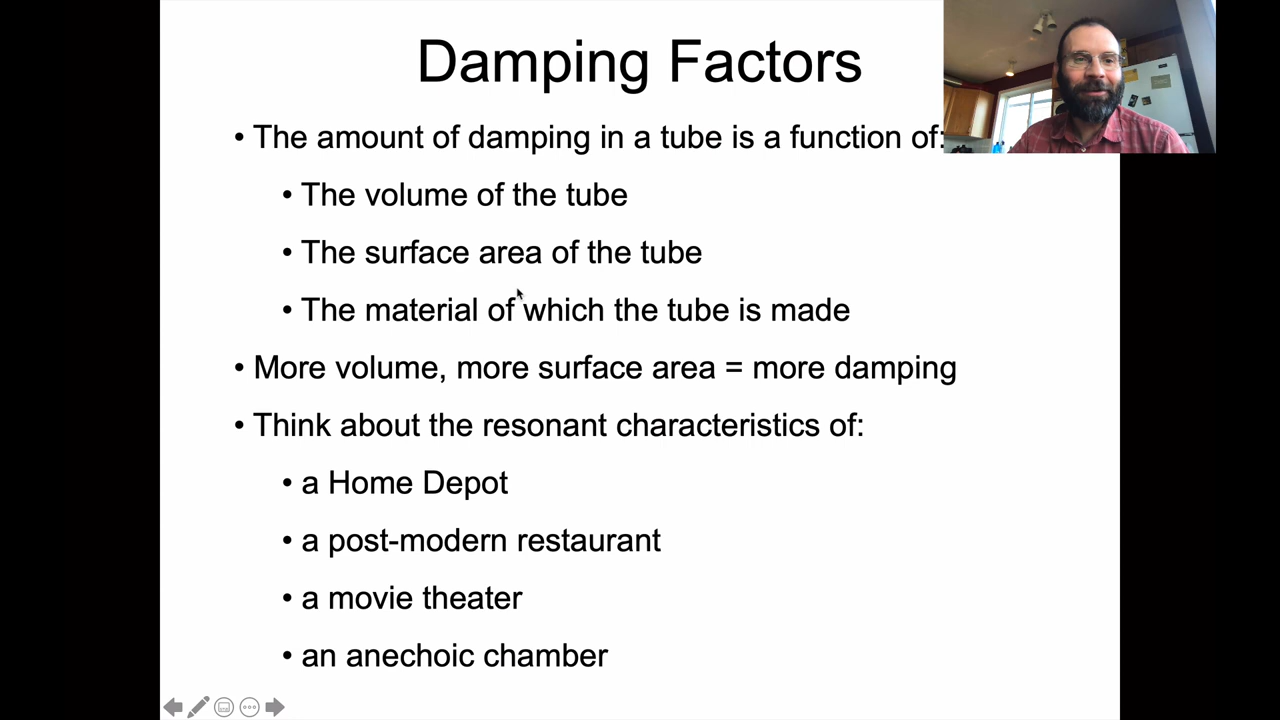 Damping Factors
• The amount of damping in a tube is a function of:
• The volume of the tube
• The surface area of the tube
• The material of which the tube is made
• More volume, more surface area = more damping
• Think about the resonant characteristics of:
• a Home Depot
• a post-modern restaurant
• a movie theater
• an anechoic chamber